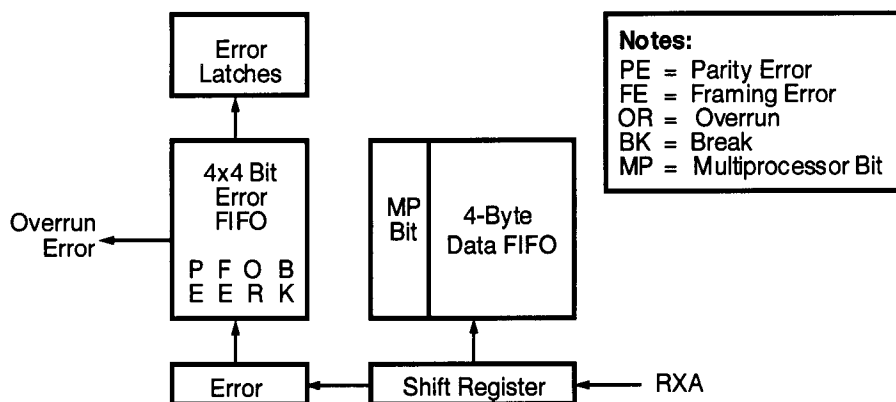 Error
Latches
Notes:
PE = Parity Error
FE = Framing Error
OR = Overrun
BK = Break
MP = Multiprocessor Bit
4x4 Bit
Error
FIFO
P F O B
E E R K
MP
Bit
4-Byte
Data FIFO
Overrun
Error
Error
Shift Register
RXA